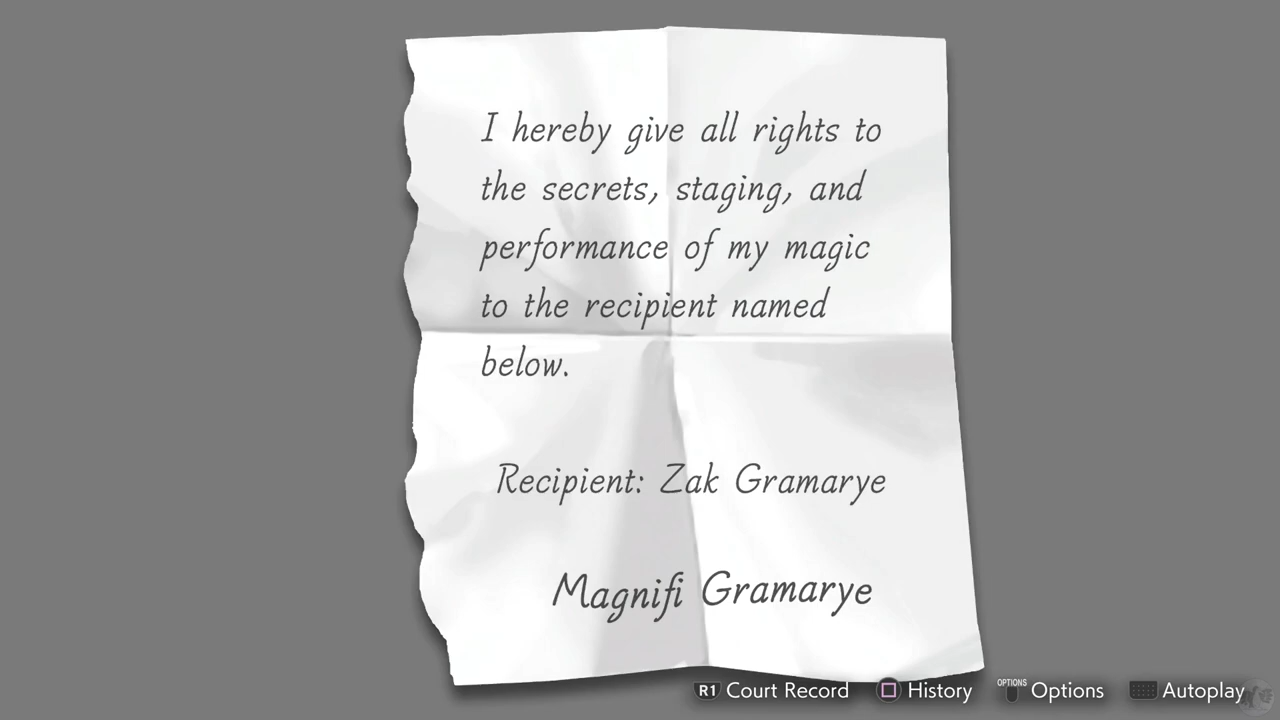 I hereby give all rights to
the secrets, staging, and
performance of my magic
to the recipient named
below.
Recipient: Zak Gramarye
Magnifi Gramarye
R1 Court Record
History
OPTIONS Options
Autoplay